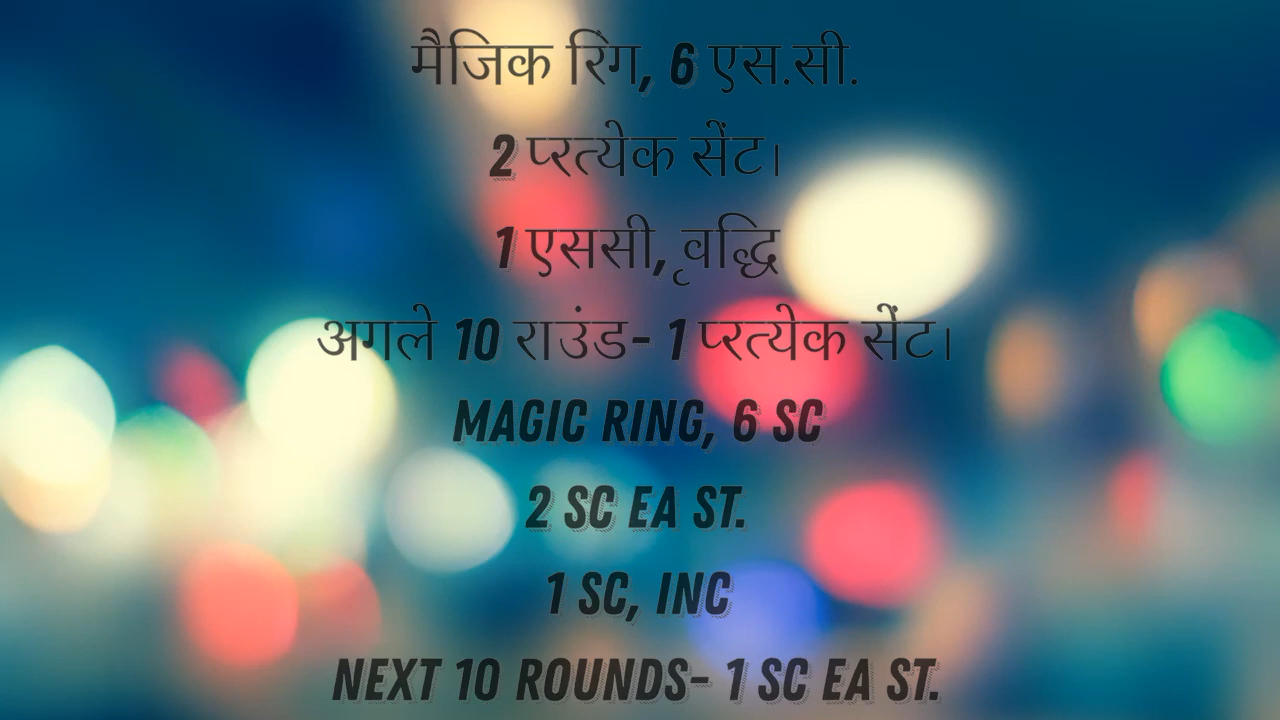 मैजिक रिंग, 6 एस.सी.
2 प्रत्येक सेंट।
1 एससी, वृद्धि
अगले 10 राउंड- 1 प्रत्येक सेंट।
MAGIC RING, 6 SC
2 SC EA ST.
1 SC, INC
NEXT 10 ROUNDS- 1 SC EA ST.